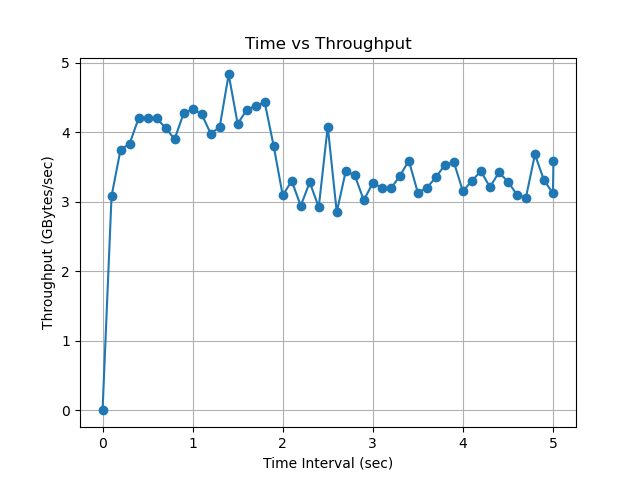 Time vs Throughput
5
4
3
2
1
0
Throughput (GBytes/sec)
0 1 2 3 4 5
Time Interval (sec)